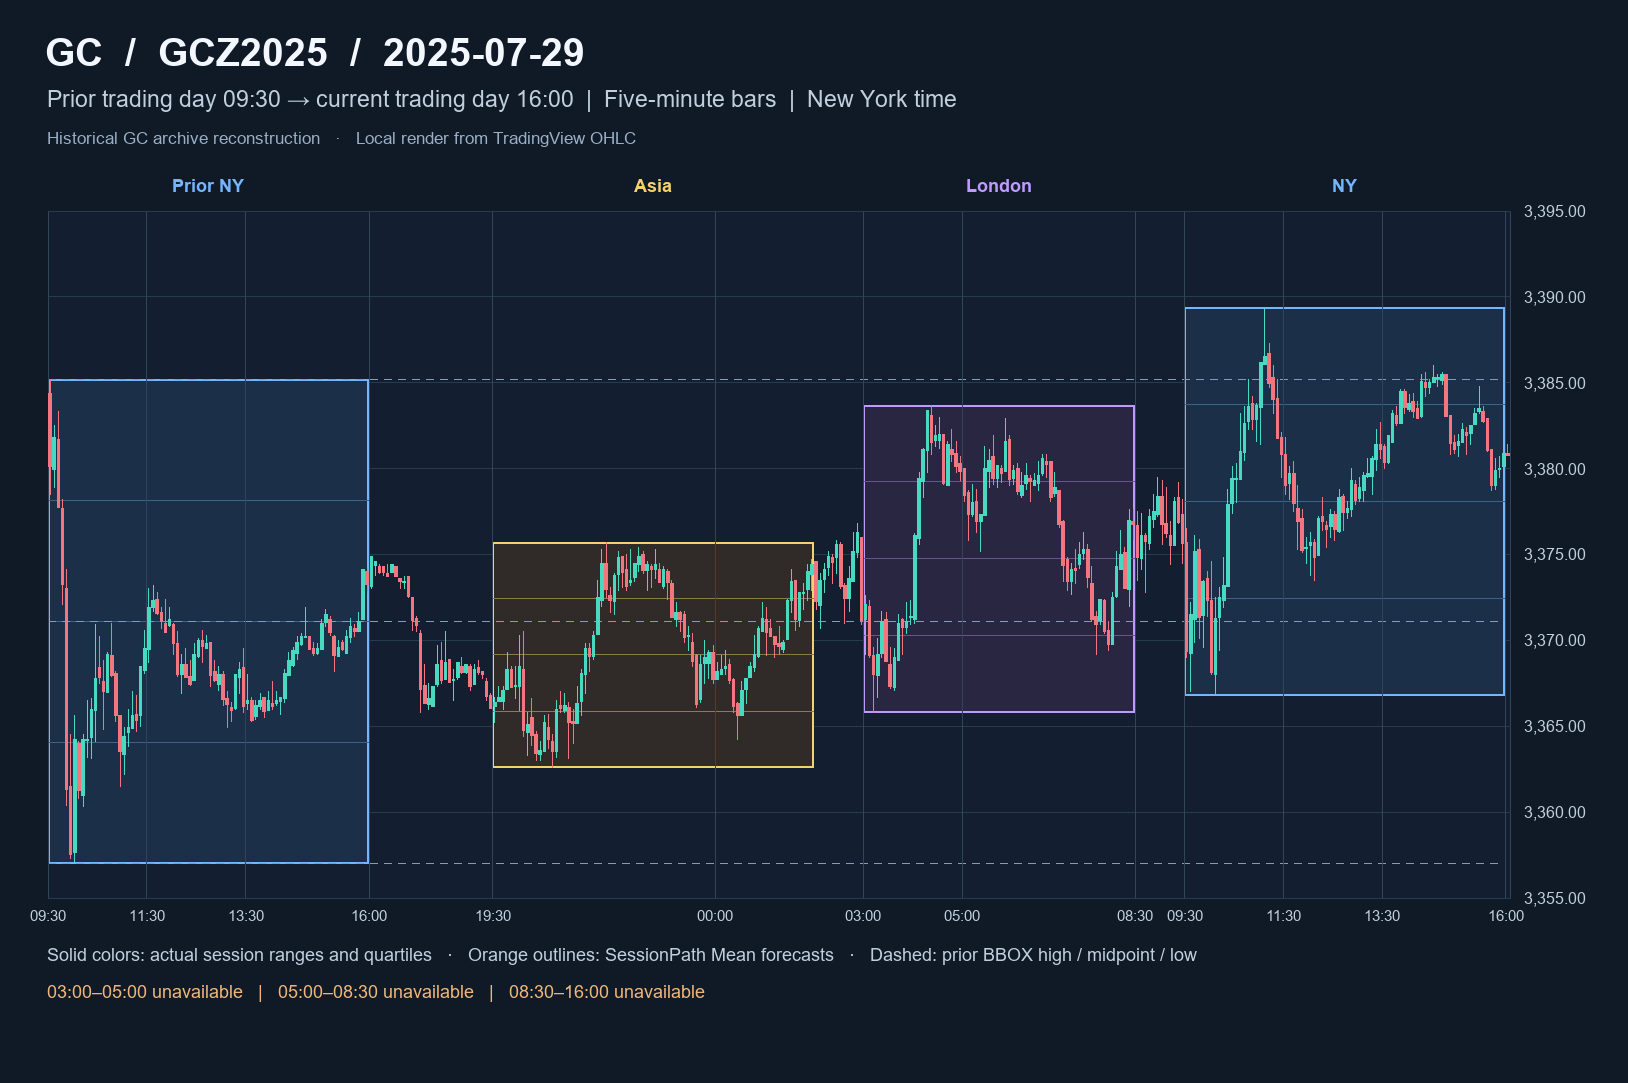 GC / GCZ2025 / 2025-07-29
Prior trading day 09:30 → current trading day 16:00 | Five-minute bars | New York time
Historical GC archive reconstruction · Local render from TradingView OHLC
Prior NY Asia London NY
3,395.00
3,390.00
3,385.00
3,380.00
3,375.00
3,370.00
3,365.00
3,360.00
3,355.00
09:30 11:30 13:30 16:00 19:30 00:00 03:00 05:00 08:30 09:30 11:30 13:30 16:00
Solid colors: actual session ranges and quartiles · Orange outlines: SessionPath Mean forecasts · Dashed: prior BBOX high / midpoint / low
03:00–05:00 unavailable | 05:00–08:30 unavailable | 08:30–16:00 unavailable